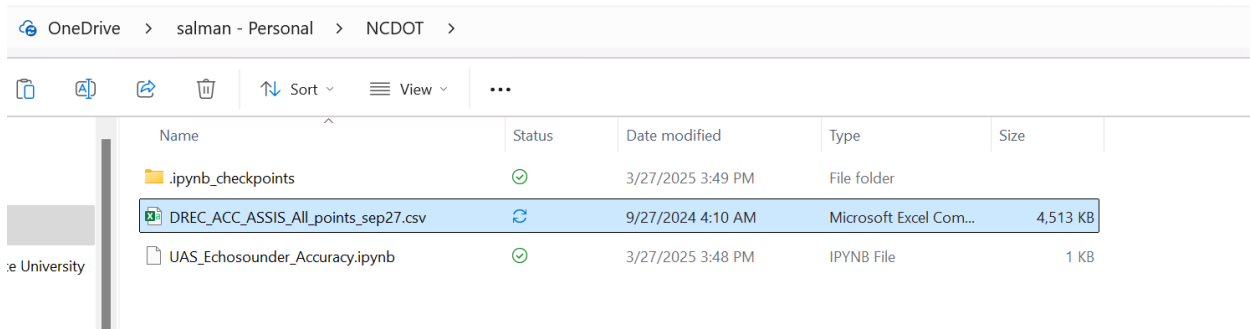 OneDrive > salman - Personal > NCDOT >
Sort View ...
Name Status Date modified Type Size
.ipynb_checkpoints 3/27/2025 3:49 PM File folder
DREC_ACC_ASSIS_All_points_sep27.csv 9/27/2024 4:10 AM Microsoft Excel Com... 4,513 KB
UAS_Echosounder_Accuracy.ipynb 3/27/2025 3:48 PM IPYNB File 1 KB
te University